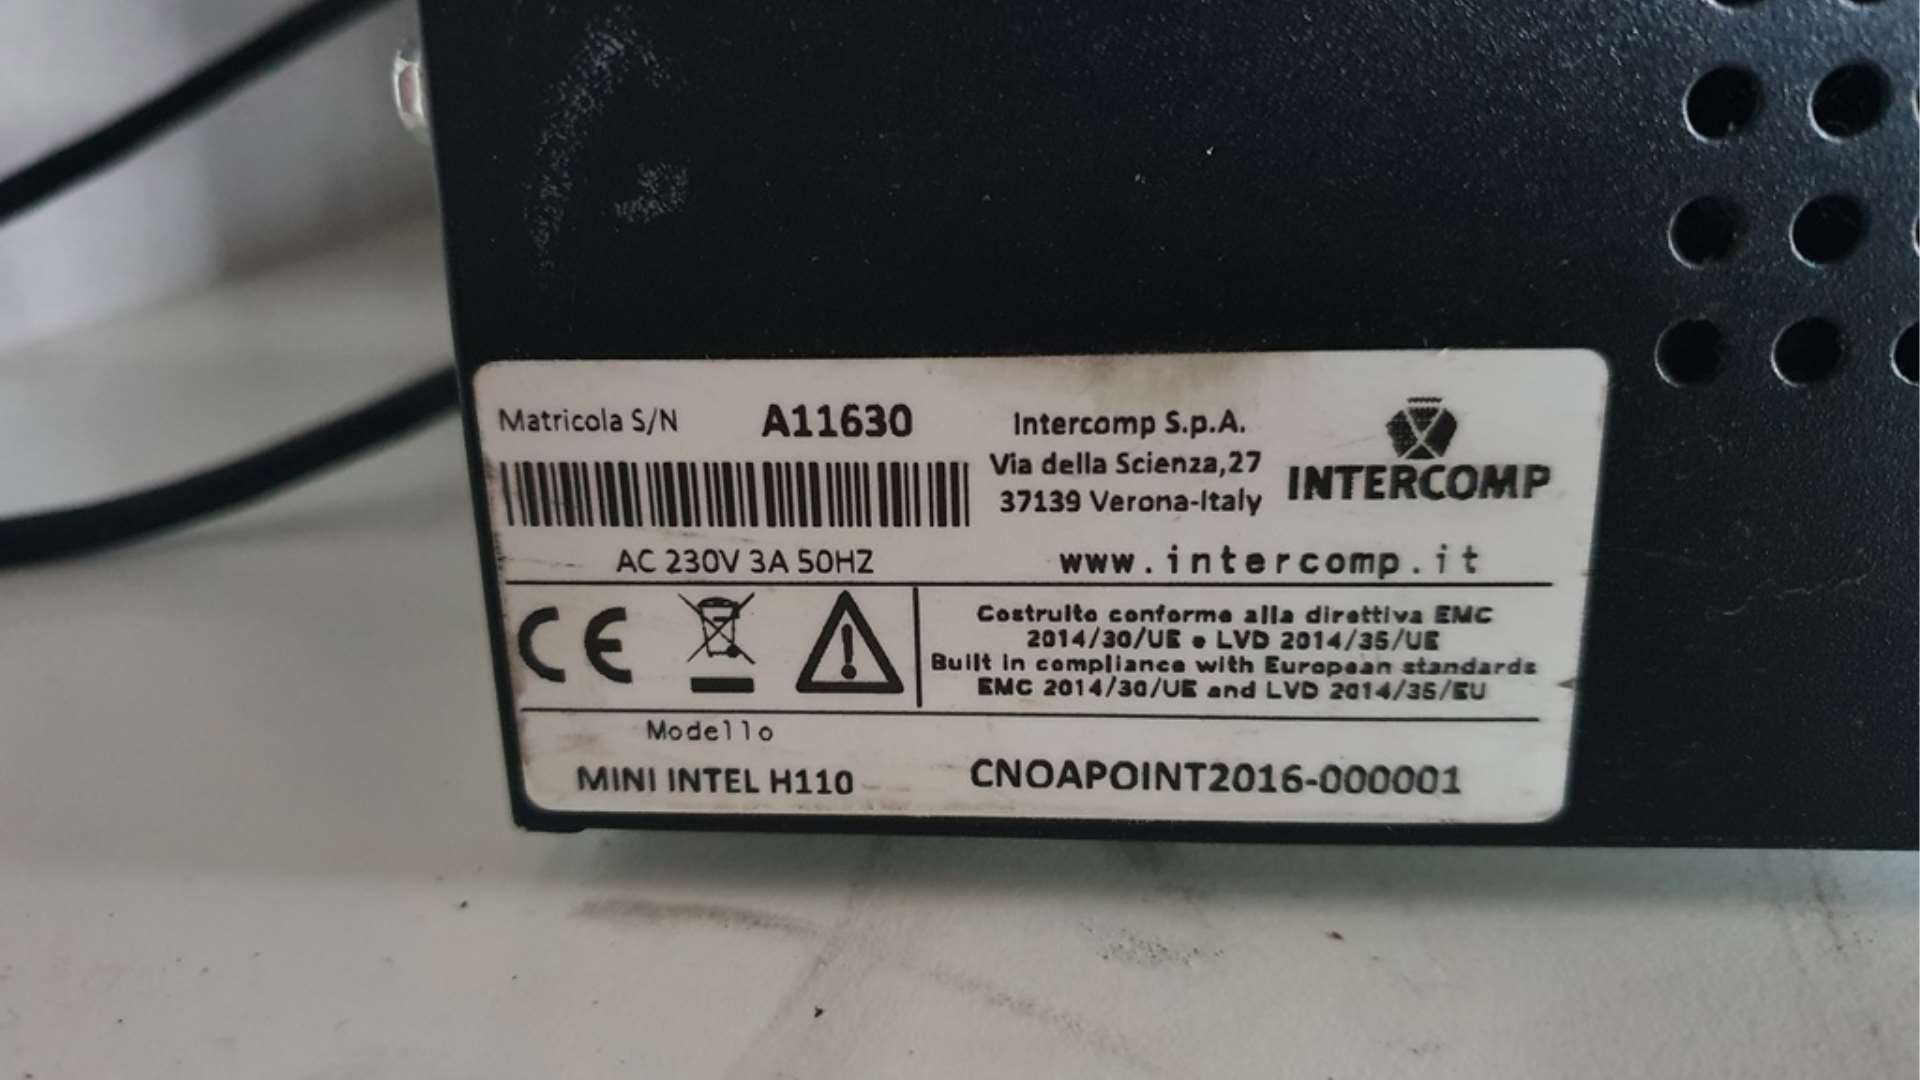 Matricola S/N A11630
Intercomp S.p.A.
Via della Scienza,27
37139 Verona-Italy
INTERCOMP
AC 230V 3A 50HZ
www.intercomp.it
CE
Costruito conforme alla direttiva EMC
2014/30/UE e LVD 2014/35/UE
Built in compliance with European standards
EMC 2014/30/UE and LVD 2014/35/EU
Modello
MINI INTEL H110
CNOAPOINT2016-000001